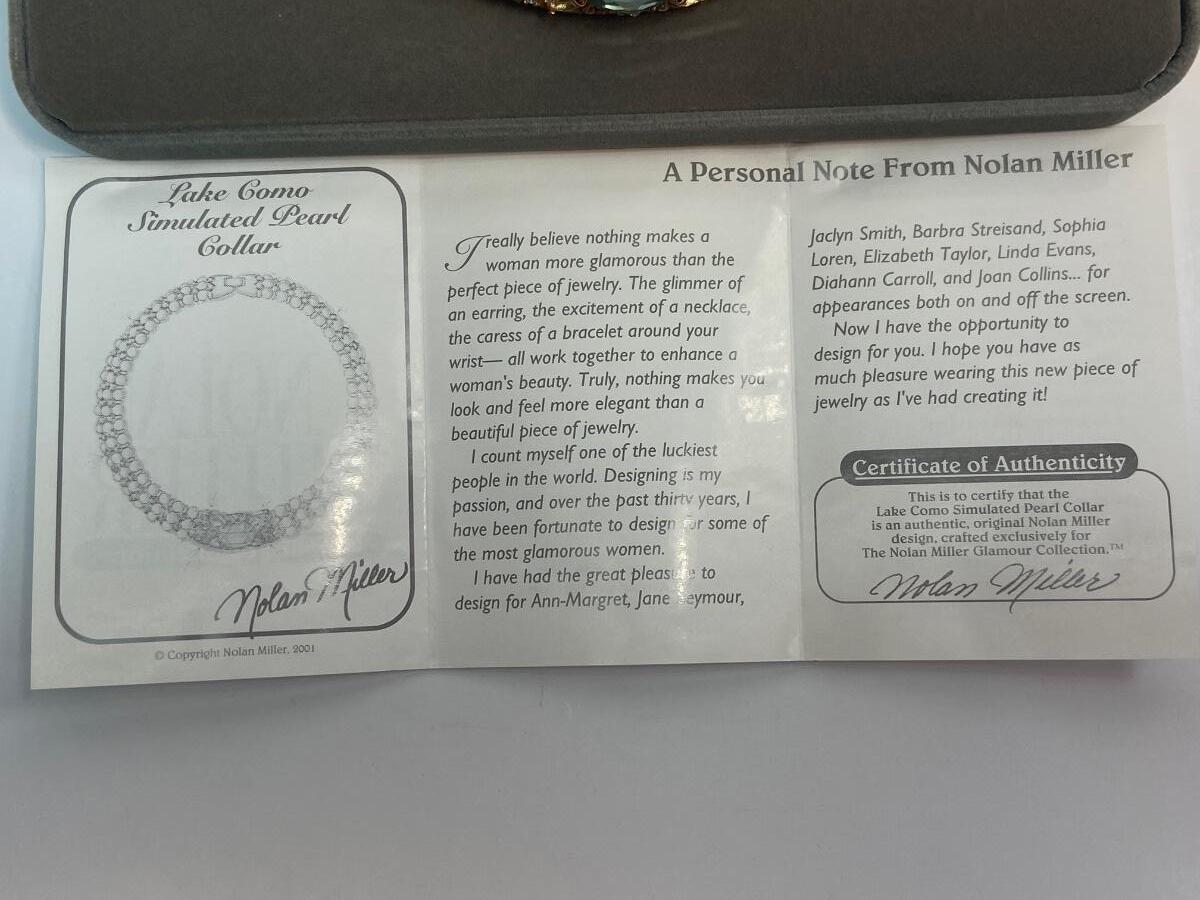 Lake Como
Simulated Pearl
Collar
Nolan Miller
© Copyright Nolan Miller, 2001
A Personal Note From Nolan Miller
I really believe nothing makes a
woman more glamorous than the
perfect piece of jewelry. The glimmer of
an earring, the excitement of a necklace,
the caress of a bracelet around your
wrist— all work together to enhance a
woman's beauty. Truly, nothing makes you
look and feel more elegant than a
beautiful piece of jewelry.
I count myself one of the luckiest
people in the world. Designing is my
passion, and over the past thirty years, I
have been fortunate to design for some of
the most glamorous women.
I have had the great pleasure to
design for Ann-Margret, Jane Seymour,
Jaclyn Smith, Barbra Streisand, Sophia
Loren, Elizabeth Taylor, Linda Evans,
Diahann Carroll, and Joan Collins... for
appearances both on and off the screen.
Now I have the opportunity to
design for you. I hope you have as
much pleasure wearing this new piece of
jewelry as I've had creating it!
Certificate of Authenticity
This is to certify that the
Lake Como Simulated Pearl Collar
is an authentic, original Nolan Miller
design, crafted exclusively for
The Nolan Miller Glamour Collection.™
Nolan Miller